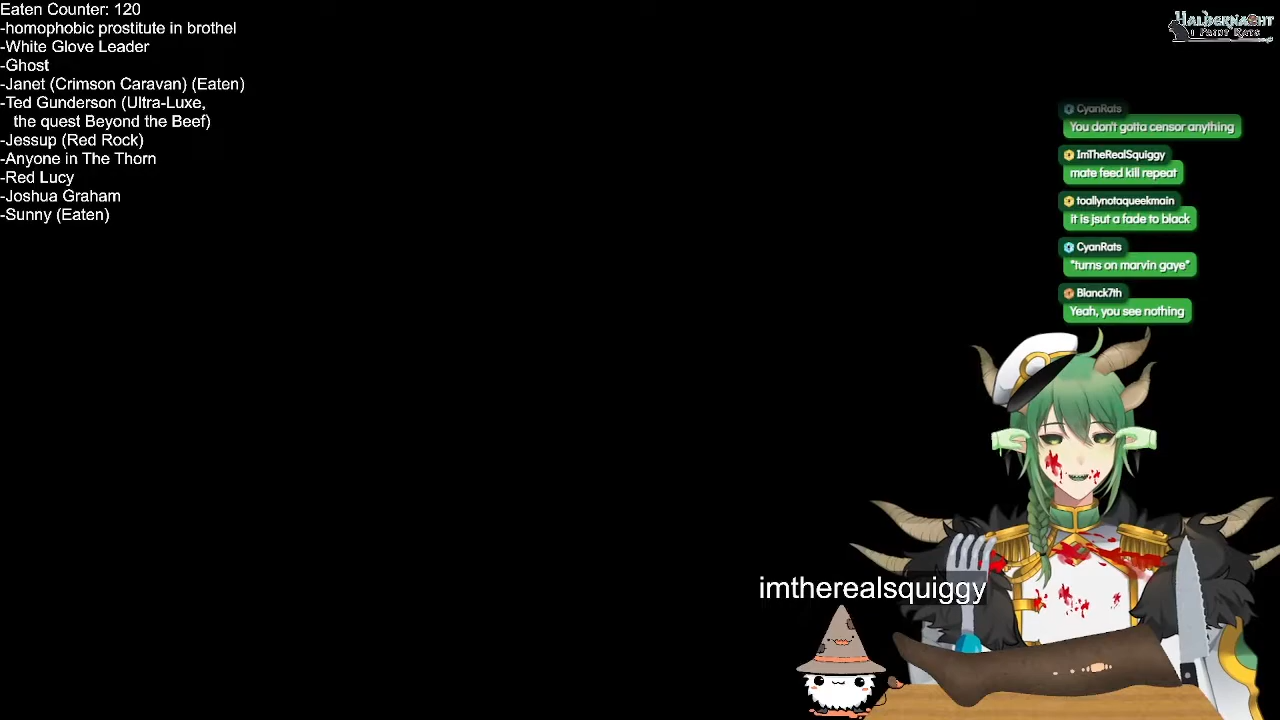 Eaten Counter: 120
-homophobic prostitute in brothel
-White Glove Leader
-Ghost
-Janet (Crimson Caravan) (Eaten)
-Ted Gunderson (Ultra-Luxe,
the quest Beyond the Beef)
-Jessup (Red Rock)
-Anyone in The Thorn
-Red Lucy
-Joshua Graham
-Sunny (Eaten)
HALBERNACHT
I PAINT RATS
CyanRats
You don't gotta censor anything
ImTheRealSquiggy
mate feed kill repeat
toallynotaqueekmain
it is jsut a fade to black
CyanRats
*turns on marvin gaye*
Blanck7th
Yeah, you see nothing
imtherealsquiggy